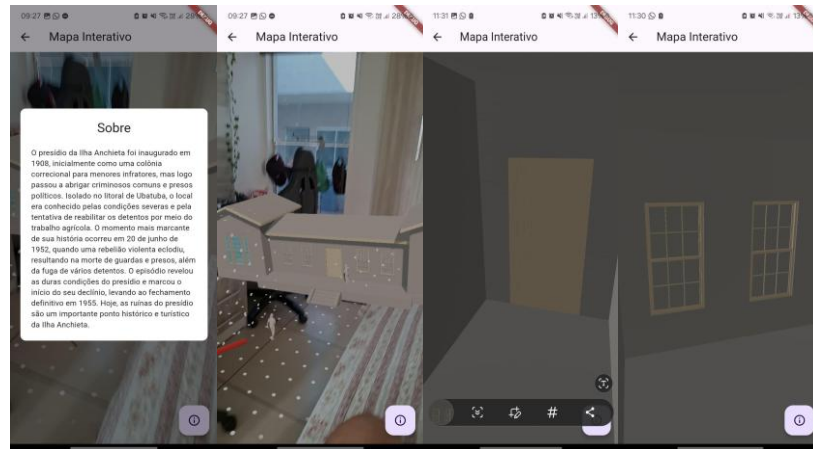 09:27
28%
Mapa Interativo
Sobre
O presídio da Ilha Anchieta foi inaugurado em
1908, inicialmente como uma colônia
correcional para menores infratores, mas logo
passou a abrigar criminosos comuns e presos
políticos. Isolado no litoral de Ubatuba, o local
era conhecido pelas condições severas e pela
tentativa de reabilitar os detentos por meio do
trabalho agrícola. O momento mais marcante
de sua história ocorreu em 20 de junho de
1952, quando uma rebelião violenta eclodiu,
resultando na morte de guardas e presos, além
da fuga de vários detentos. O episódio revelou
as duras condições do presídio e marcou o
início do seu declínio, levando ao fechamento
definitivo em 1955. Hoje, as ruínas do presídio
são um importante ponto histórico e turístico
da Ilha Anchieta.
09:27
28%
Mapa Interativo
11:31
Mapa Interativo
#
11:30
Mapa Interativo